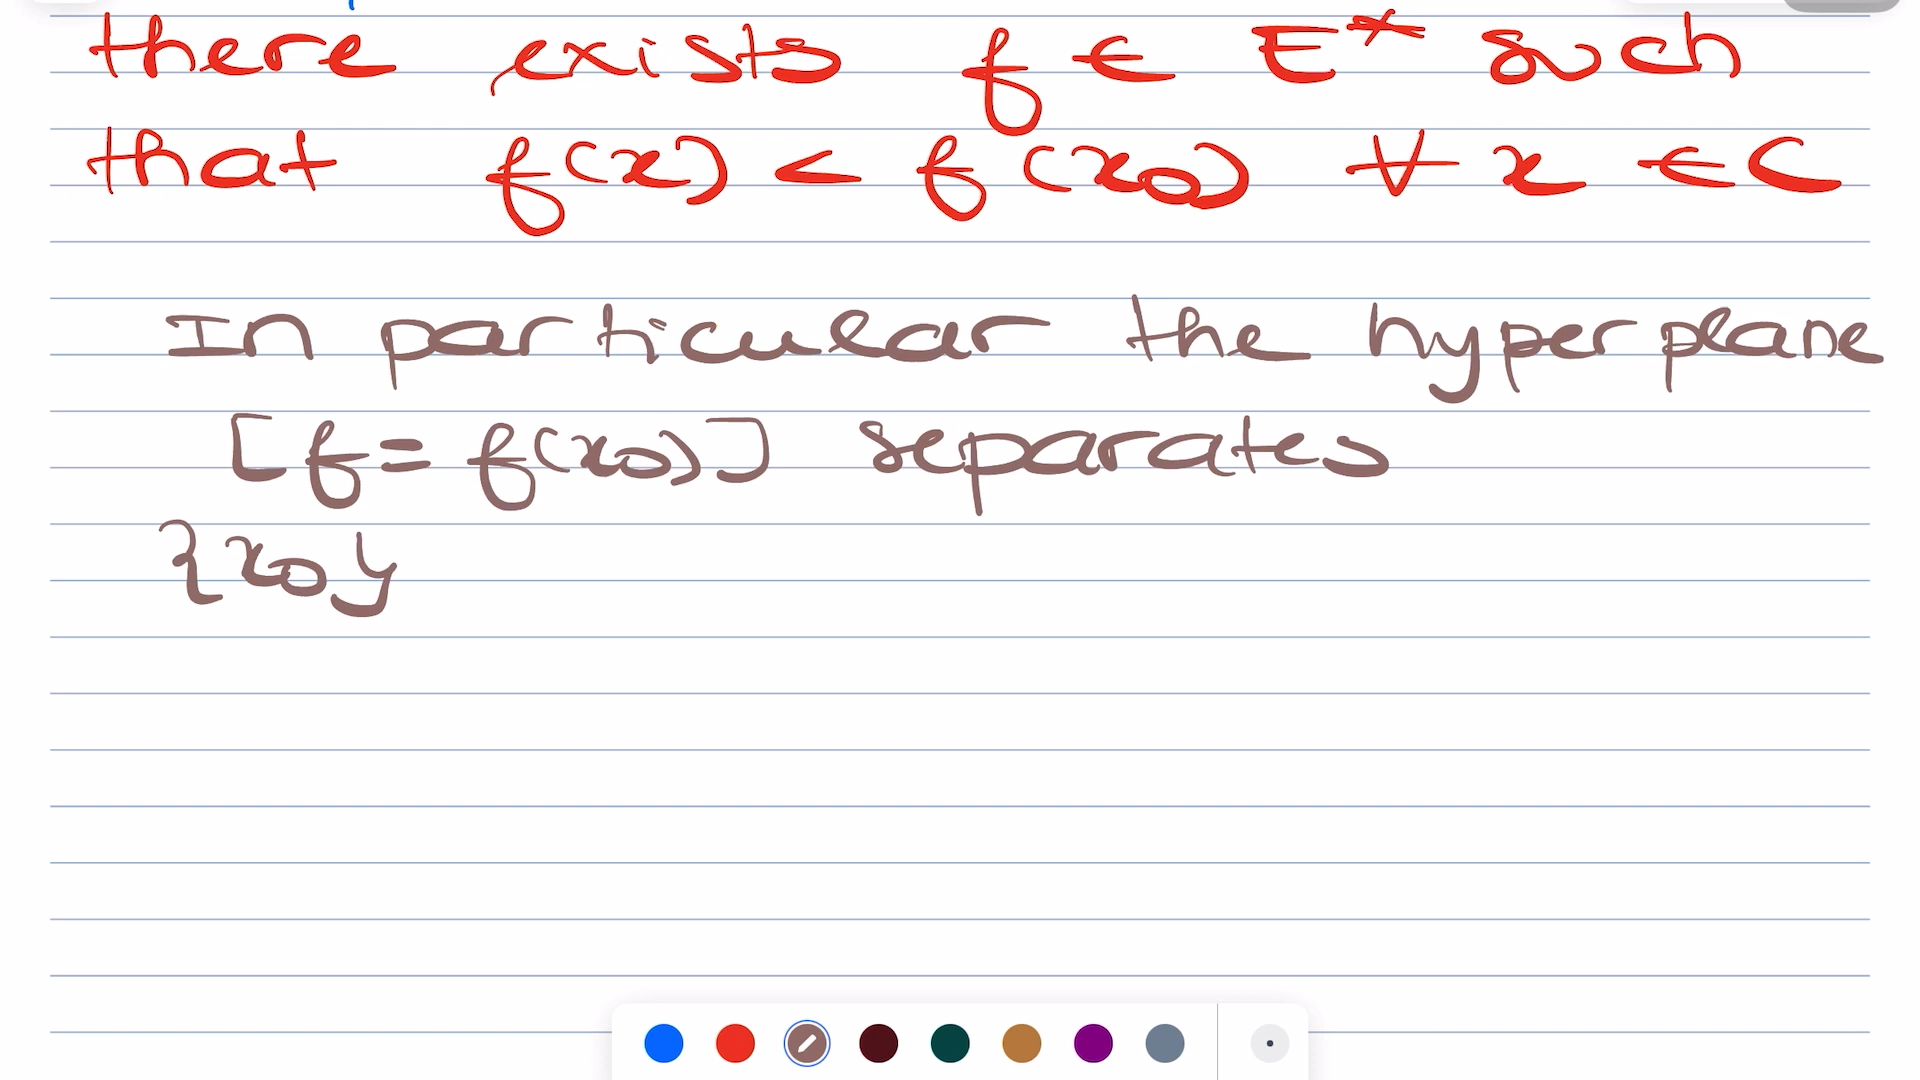 there exists f ∈ E* such
that f(x) < f(x₀) ∀ x ∈ C
In particular the hyperplane
[f = f(x₀)] separates
{x₀}